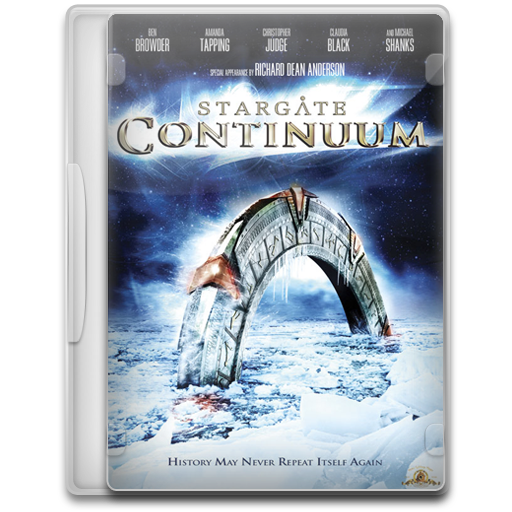 BEN BROWDER
AMANDA TAPPING
CHRISTOPHER JUDGE
CLAUDIA BLACK
AND MICHAEL SHANKS
SPECIAL APPEARANCE BY RICHARD DEAN ANDERSON
STARGATE
CONTINUUM
HISTORY MAY NEVER REPEAT ITSELF AGAIN